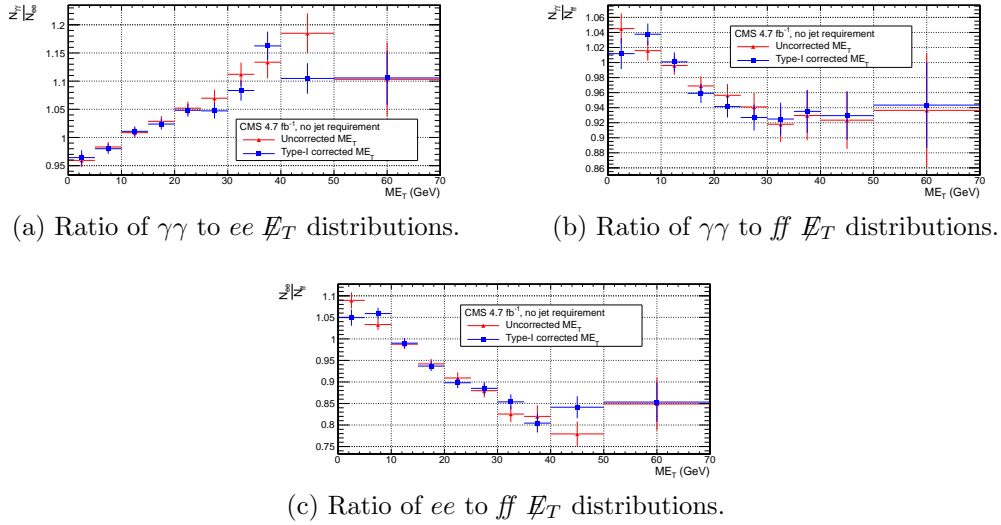 Nγγ/Nee
1.2
1.15
1.1
1.05
1
0.95
CMS 4.7 fb⁻¹, no jet requirement
Uncorrected ME_T
Type-I corrected ME_T
0 10 20 30 40 50 60 70
ME_T (GeV)
(a) Ratio of γγ to ee E̸_T distributions.
Nγγ/Nff
1.06
1.04
1.02
1
0.98
0.96
0.94
0.92
0.9
0.88
0.86
CMS 4.7 fb⁻¹, no jet requirement
Uncorrected ME_T
Type-I corrected ME_T
0 10 20 30 40 50 60 70
ME_T (GeV)
(b) Ratio of γγ to ff E̸_T distributions.
Nee/Nff
1.1
1.05
1
0.95
0.9
0.85
0.8
0.75
CMS 4.7 fb⁻¹, no jet requirement
Uncorrected ME_T
Type-I corrected ME_T
0 10 20 30 40 50 60 70
ME_T (GeV)
(c) Ratio of ee to ff E̸_T distributions.